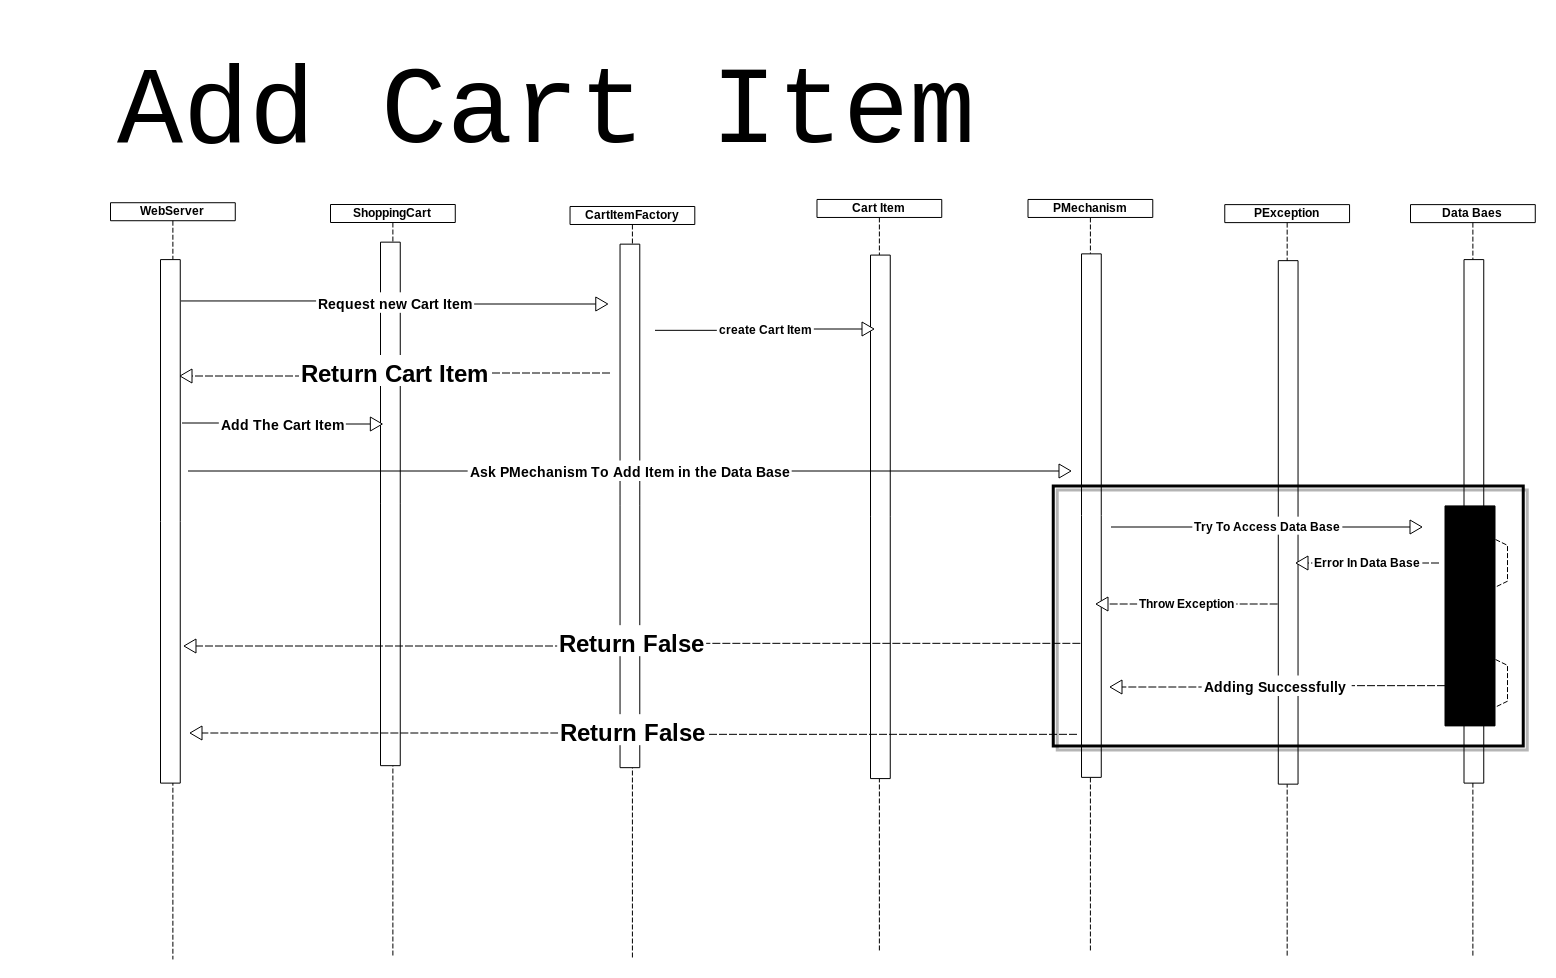 Add Cart Item
WebServer
ShoppingCart
CartItemFactory
Cart Item
PMechanism
PException
Data Baes
Request new Cart Item
create Cart Item
Return Cart Item
Add The Cart Item
Ask PMechanism To Add Item in the Data Base
Try To Access Data Base
Error In Data Base
Throw Exception
Return False
Adding Successfully
Return False